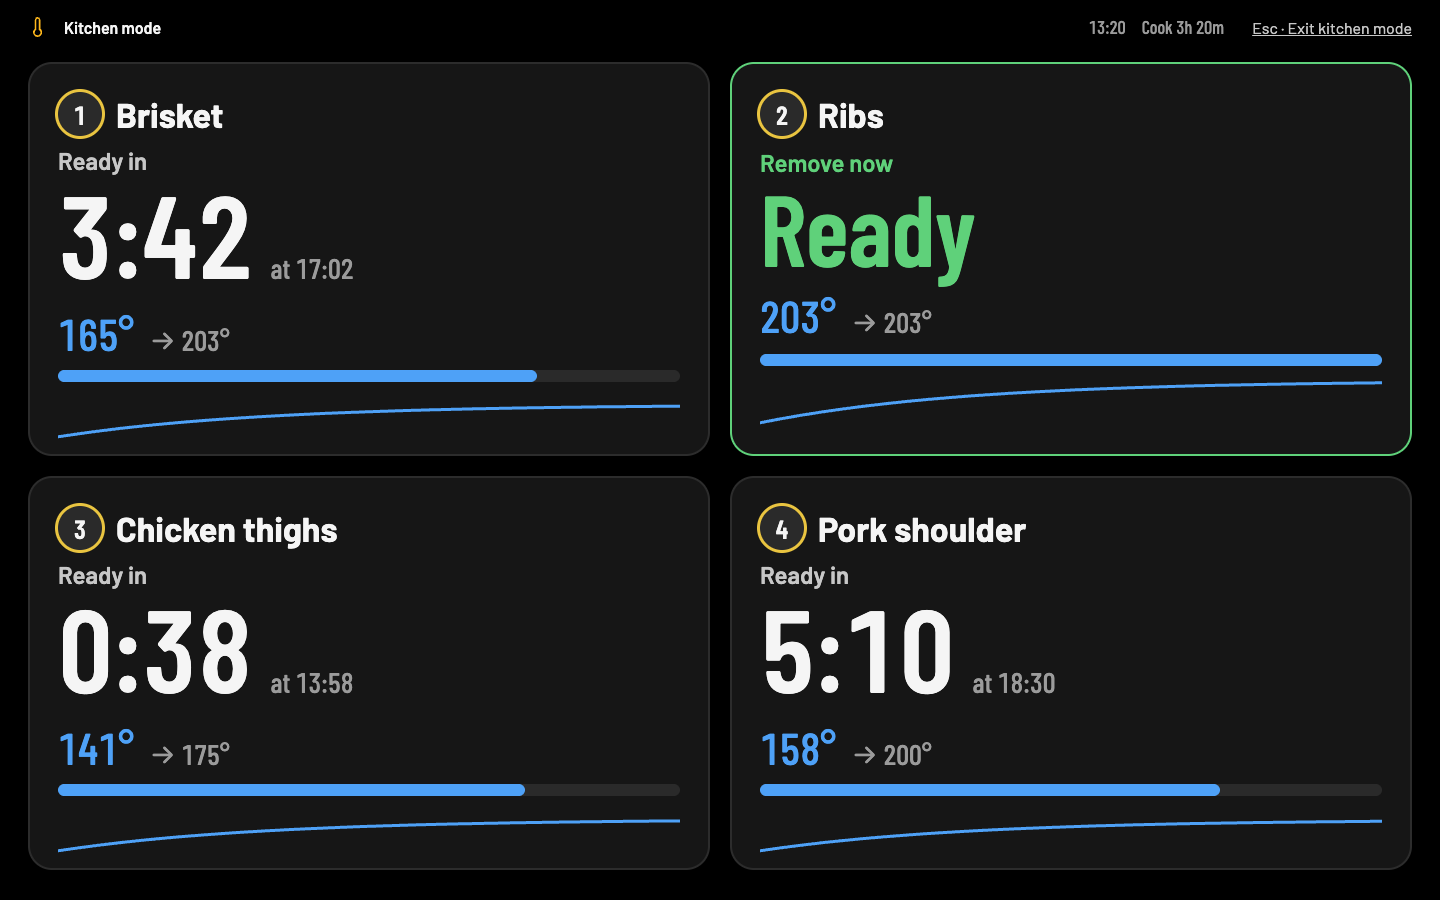 Kitchen mode
13:20 Cook 3h 20m Esc · Exit kitchen mode
1 Brisket
Ready in
3:42 at 17:02
165° → 203°
2 Ribs
Remove now
Ready
203° → 203°
3 Chicken thighs
Ready in
0:38 at 13:58
141° → 175°
4 Pork shoulder
Ready in
5:10 at 18:30
158° → 200°